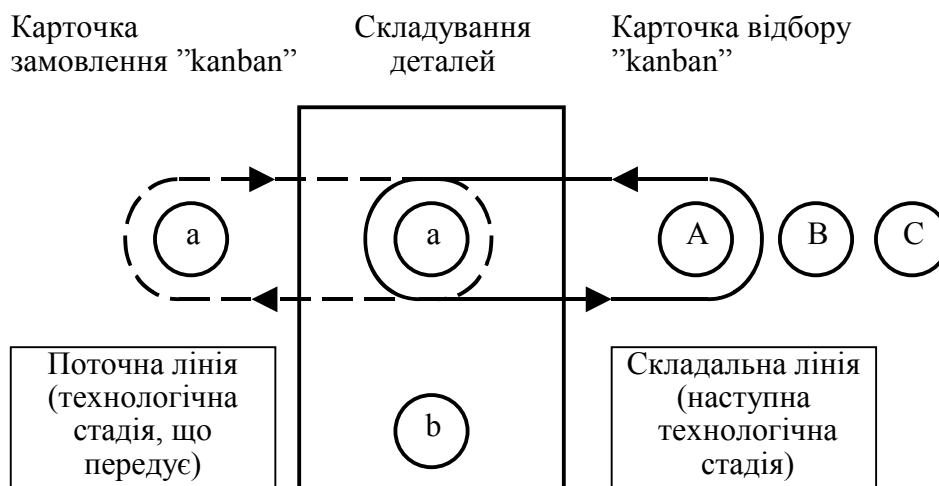 Карточка
замовлення ”kanban”
Складування
деталей
Карточка відбору
”kanban”
a
a
A
B
C
Поточна лінія
(технологічна
стадія, що
передує)
b
Складальна лінія
(наступна
технологічна
стадія)